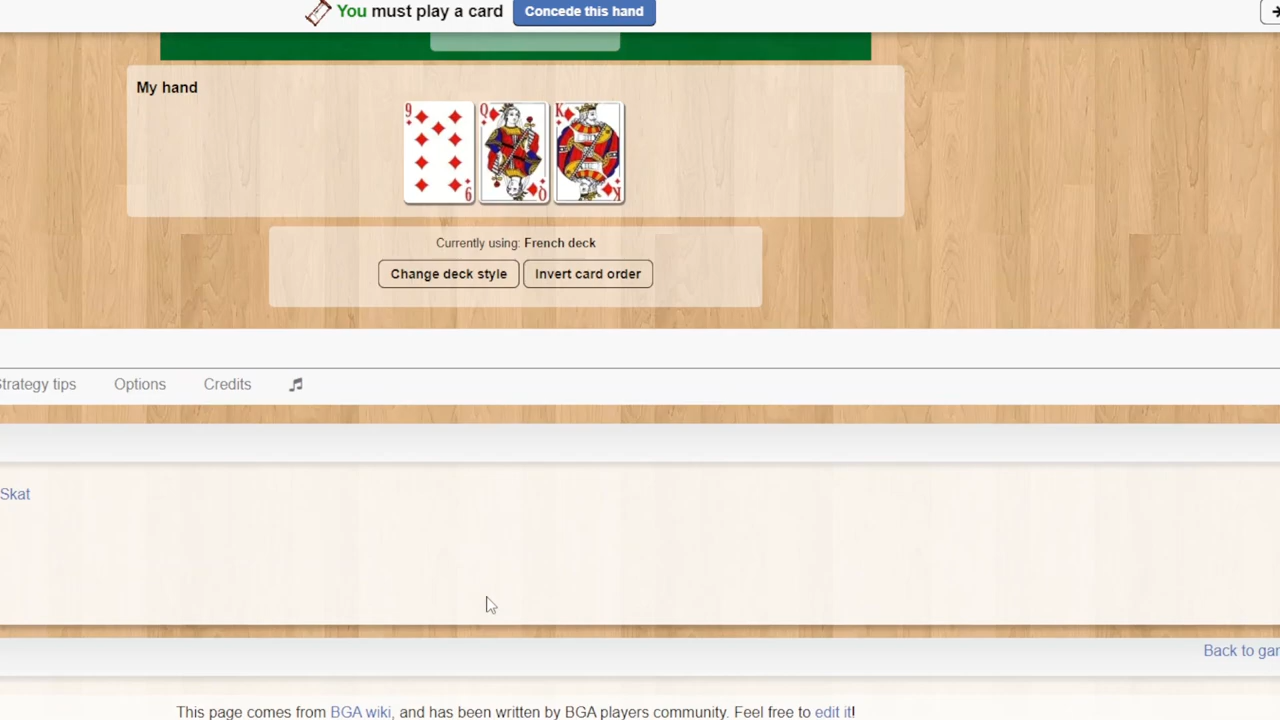 You must play a card Concede this hand
My hand
9 Q K
9 Q K
Currently using: French deck
Change deck style Invert card order
Strategy tips Options Credits
Skat
Back to
This page comes from BGA wiki, and has been written by BGA players community. Feel free to edit it!